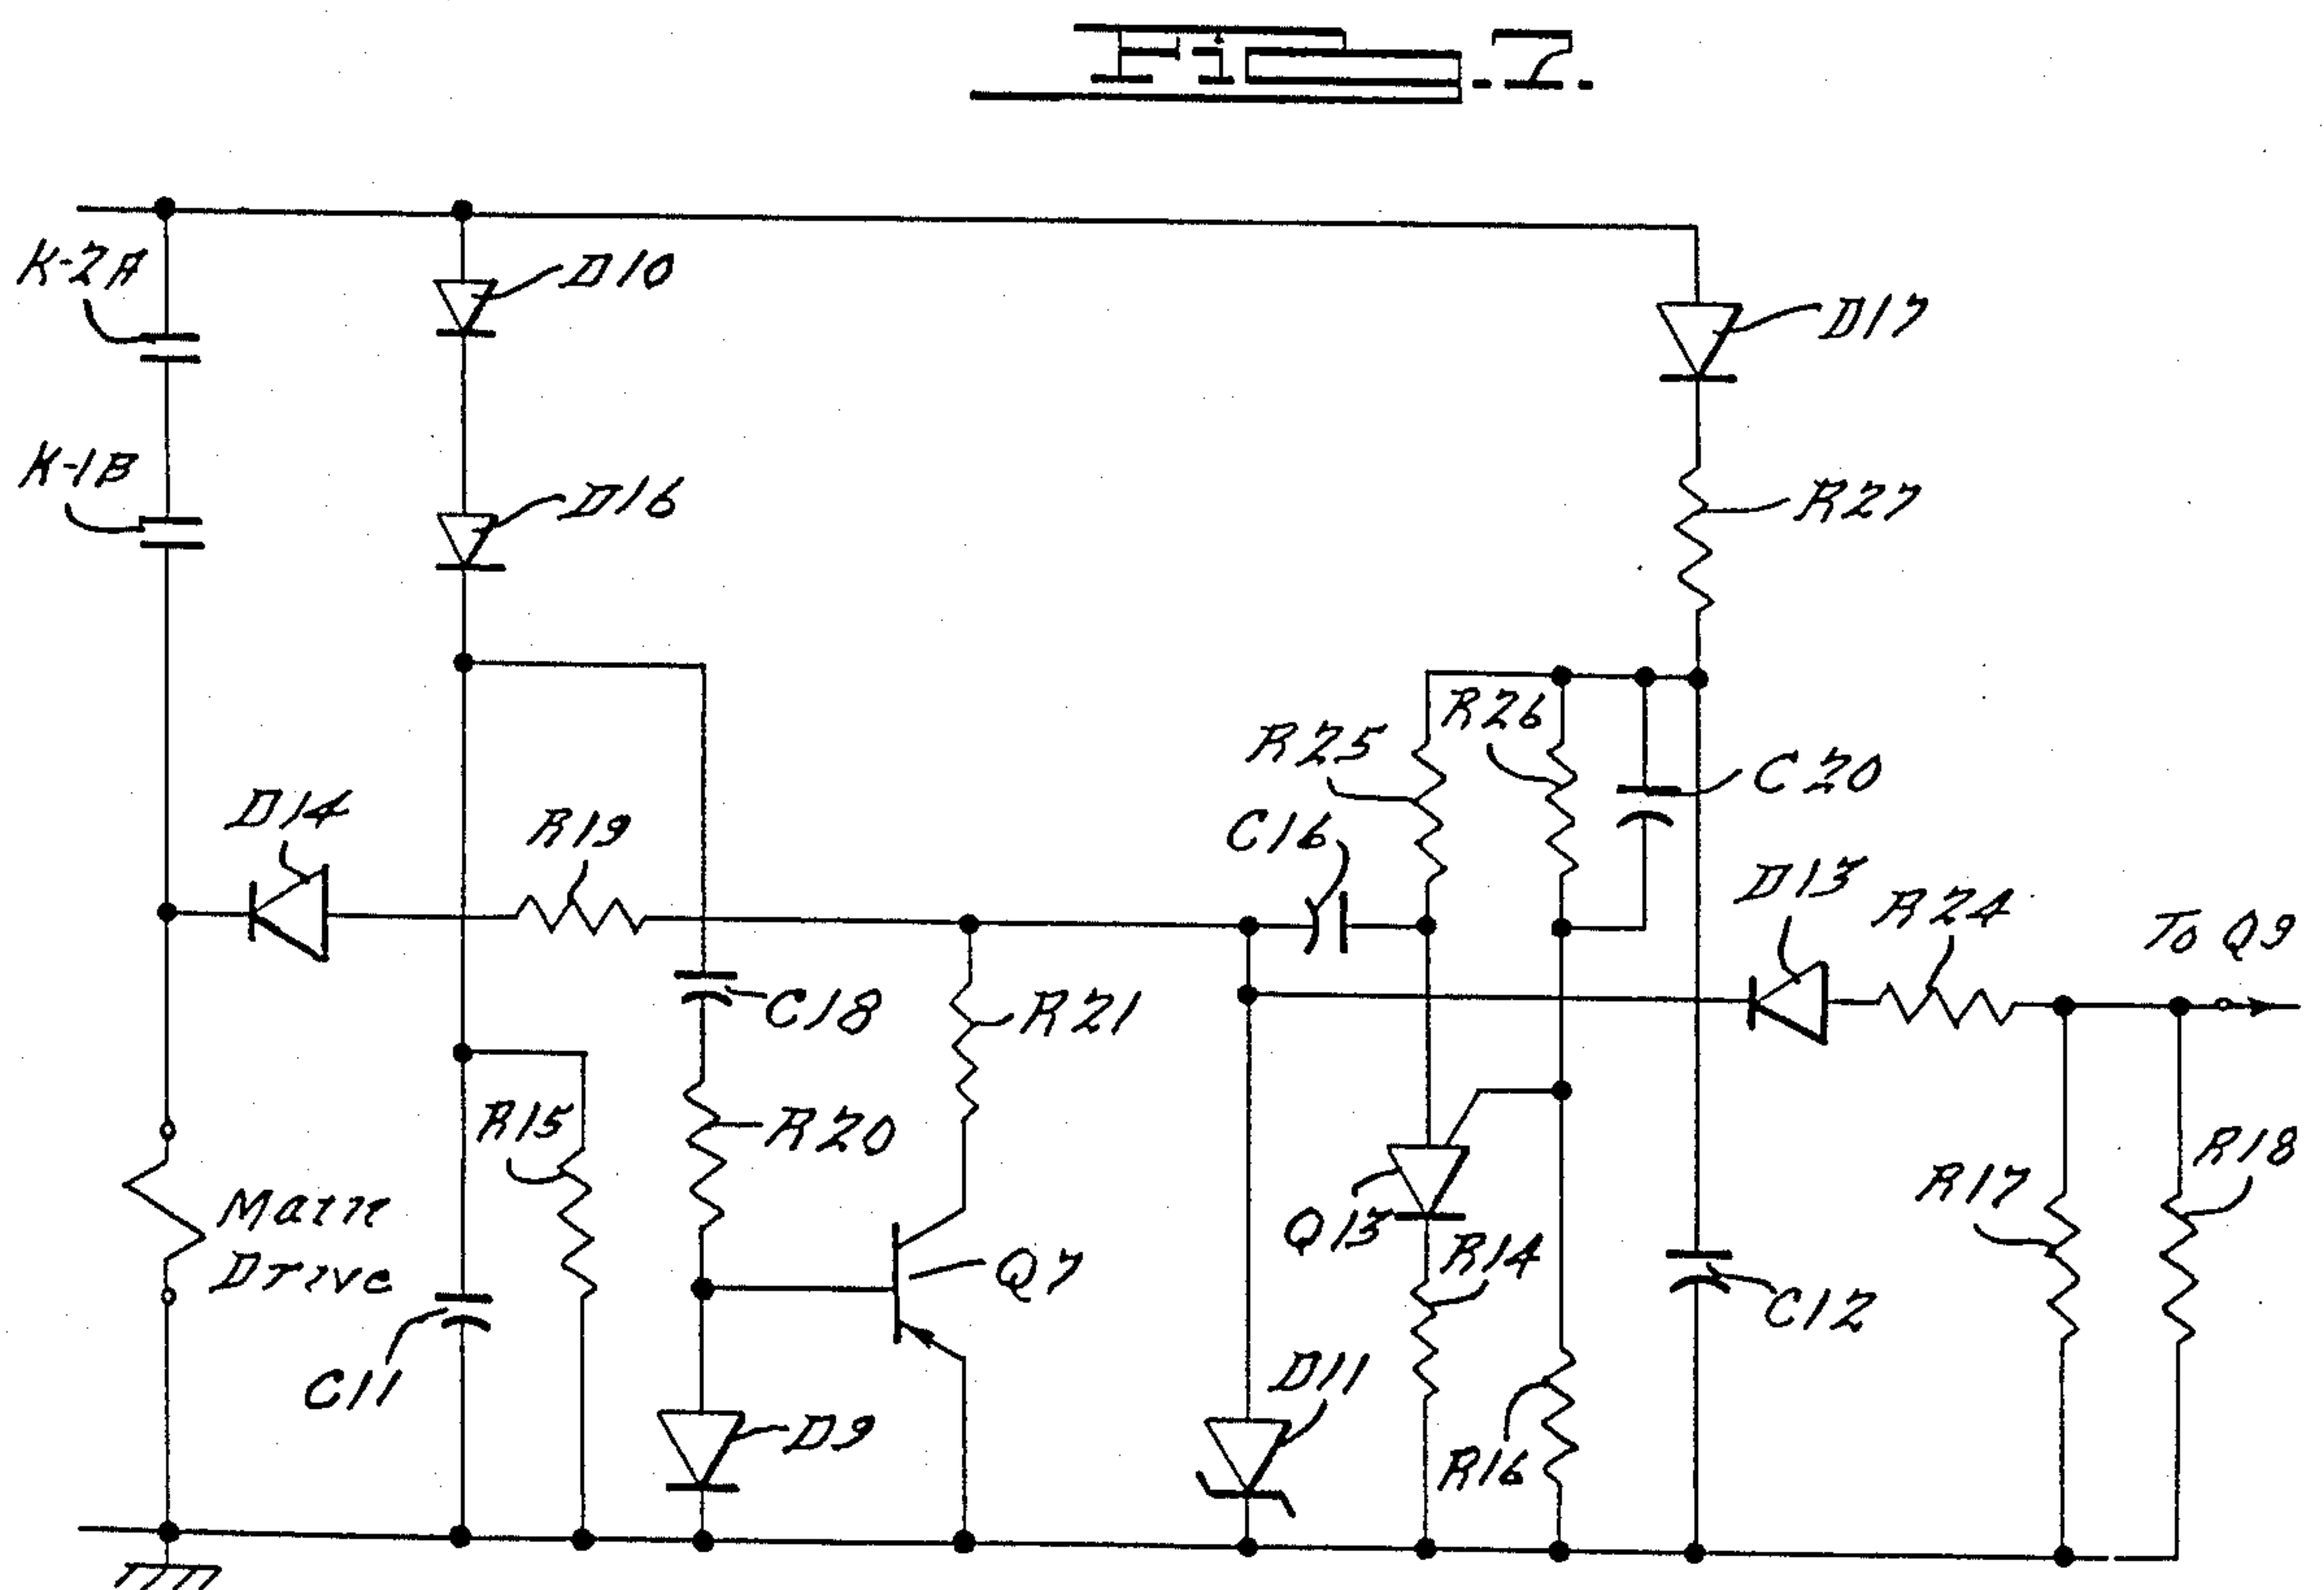 FIG. 7.
K-2A
D10
D17
K-1B
D16
R27
D14
R19
R25
R26
C16
C20
D13
R24
To Q9
C18
R21
R15
R20
Main
Drive
Q7
Q13
R14
C12
R17
R18
C11
D9
D11
R16